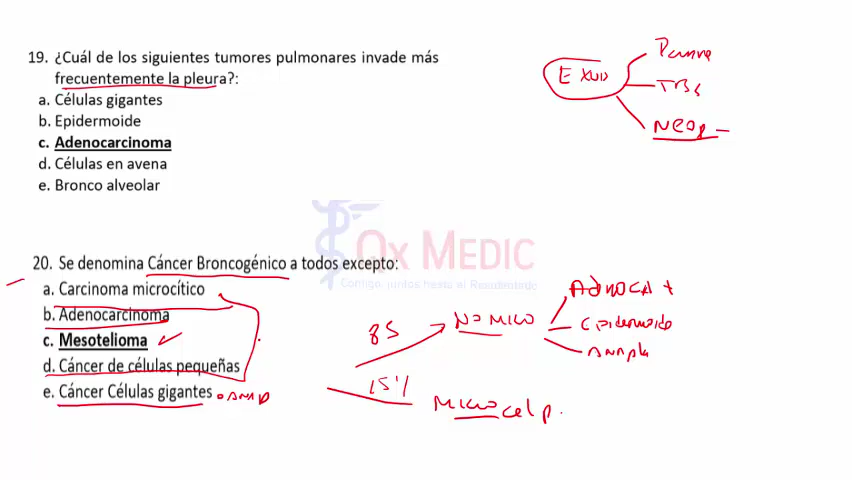 19. ¿Cuál de los siguientes tumores pulmonares invade más
frecuentemente la pleura?:
a. Células gigantes
b. Epidermoide
c. Adenocarcinoma
d. Células en avena
e. Bronco alveolar
Exud
TBC
NEOp
Qx MEDIC
Contigo, juntos hasta el Residentado
20. Se denomina Cáncer Broncogénico a todos excepto:
a. Carcinoma microcítico
b. Adenocarcinoma
c. Mesotelioma
d. Cáncer de células pequeñas
e. Cáncer Células gigantes
85
NO MICRO
ADNOCA +
Epidermoide
15%
MICRO cel p.